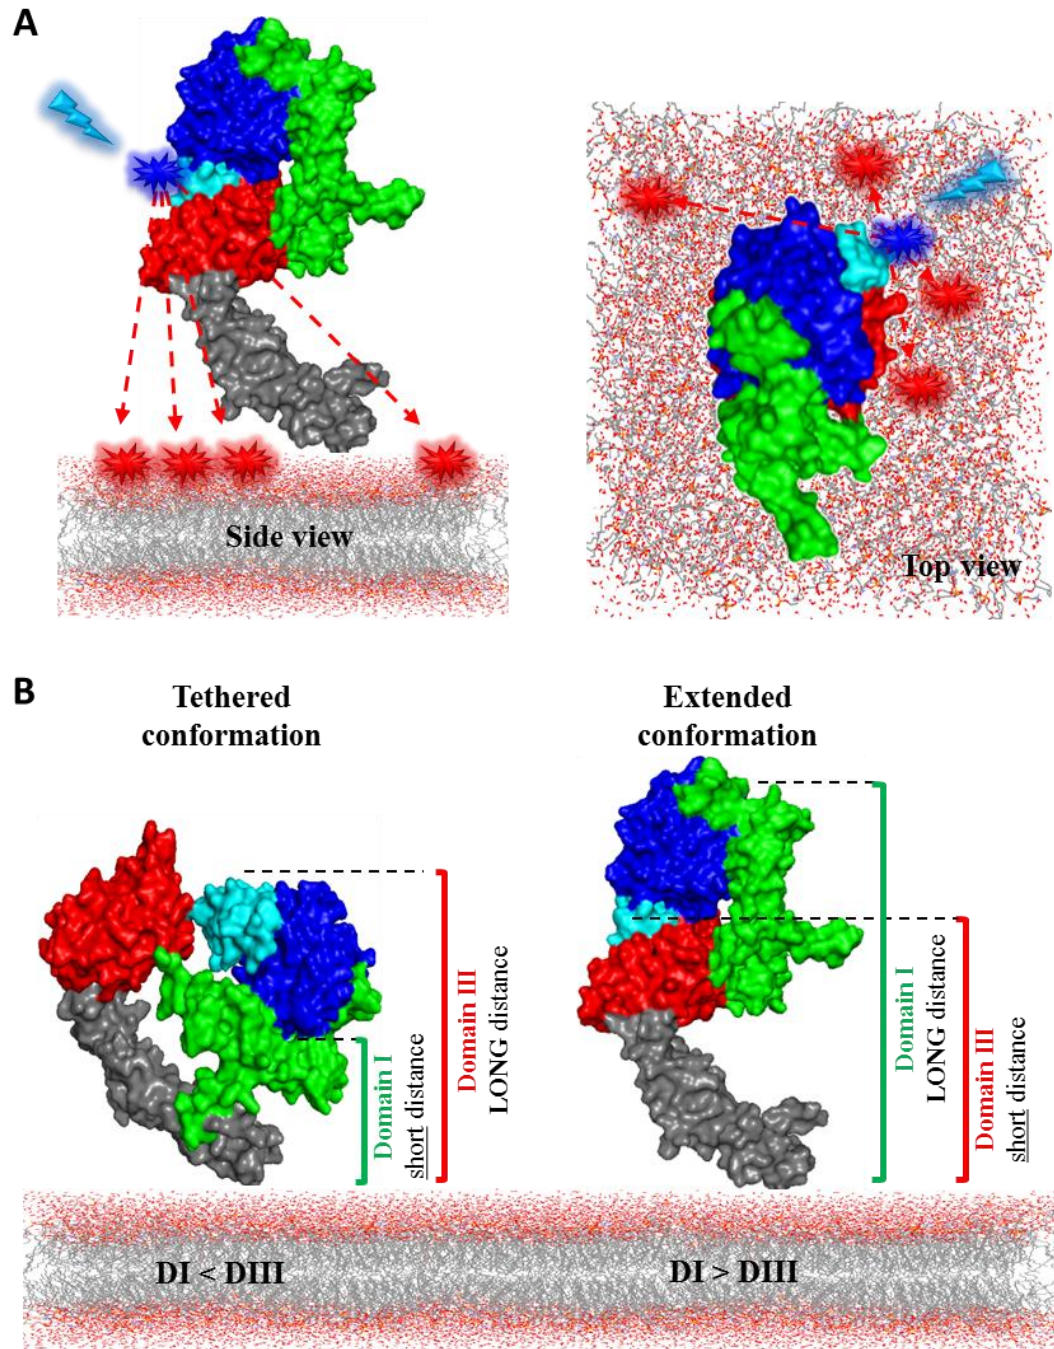 A
Side view
Top view
B
Tethered
conformation
Domain I
short distance
Domain III
LONG distance
Extended
conformation
Domain I
LONG distance
Domain III
short distance
DI < DIII
DI > DIII